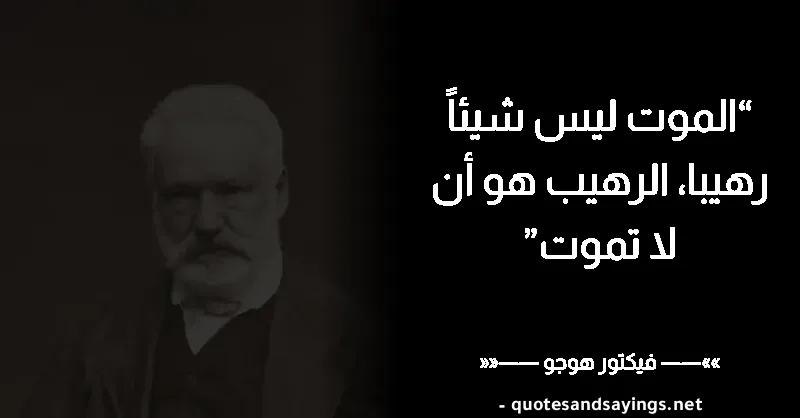 “الموت ليس شيئاً
رهيبا، الرهيب هو أن
لا تموت”
»»—— فيكتور هوجو ——««
- quotesandsayings.net